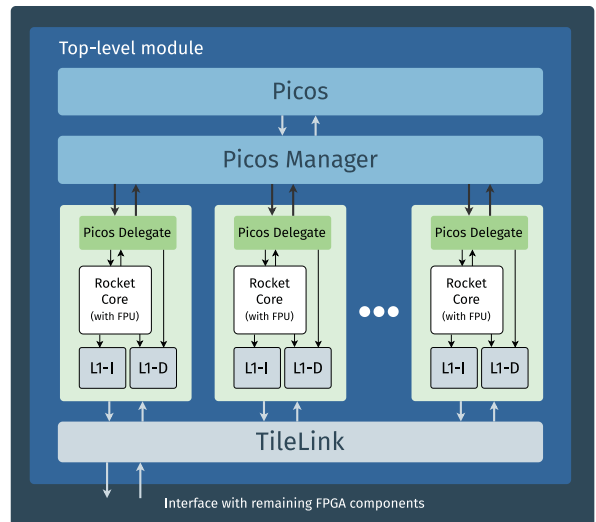 Top-level module
Picos
Picos Manager
Picos Delegate
Rocket
Core
(with FPU)
L1-I
L1-D
Picos Delegate
Rocket
Core
(with FPU)
L1-I
L1-D
Picos Delegate
Rocket
Core
(with FPU)
L1-I
L1-D
TileLink
Interface with remaining FPGA components